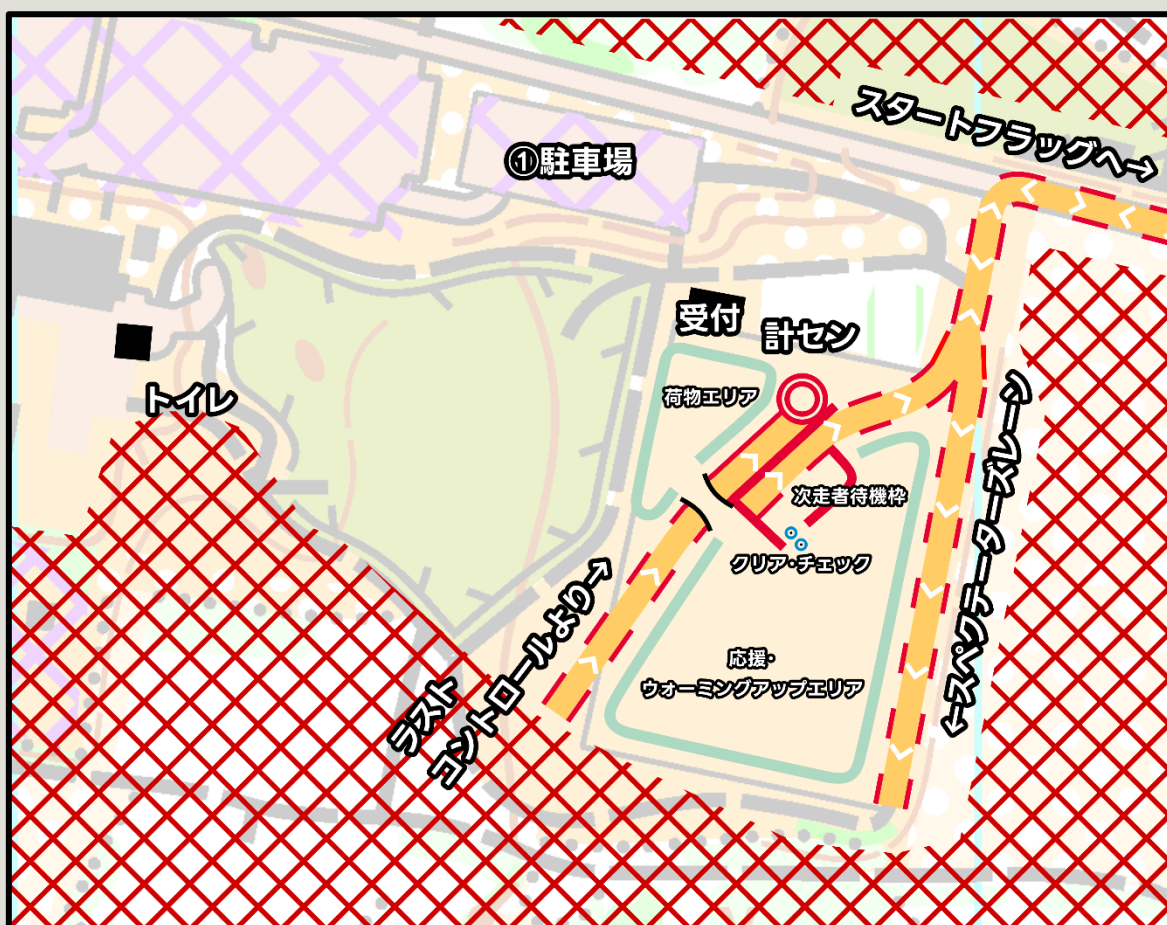 スタートフラッグへ→
①駐車場
受付
計セン
トイレ
荷物エリア
←スペクテーターズレーン
次走者待機枠
クリア・チェック
ラスト
コントロールより→
応援・
ウォーミングアップエリア